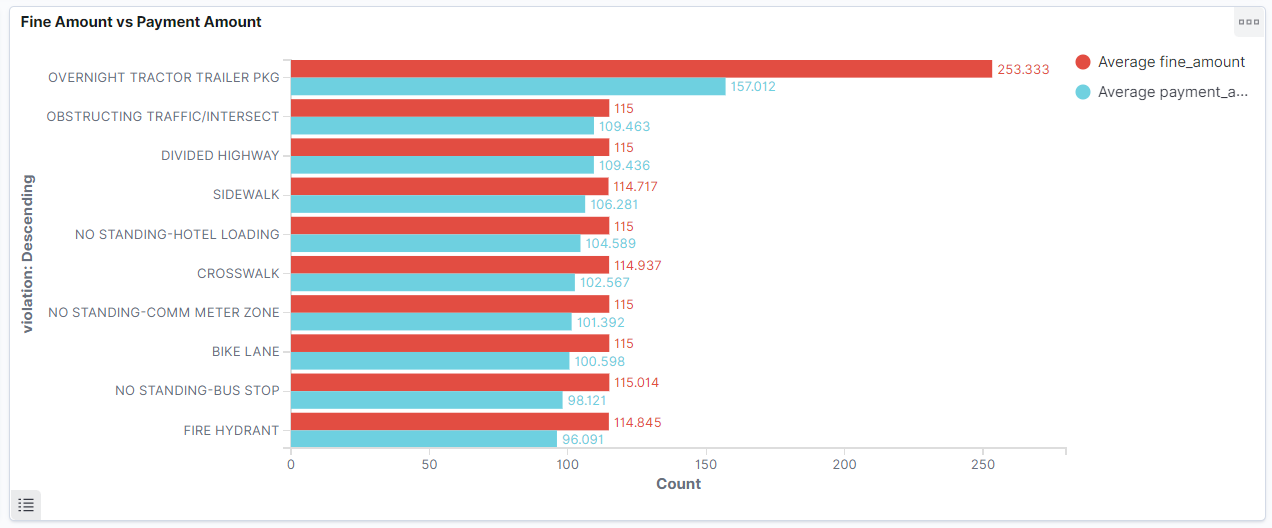 Fine Amount vs Payment Amount
Average fine_amount
Average payment_a...
violation: Descending
OVERNIGHT TRACTOR TRAILER PKG
253.333
157.012
OBSTRUCTING TRAFFIC/INTERSECT
115
109.463
DIVIDED HIGHWAY
115
109.436
SIDEWALK
114.717
106.281
NO STANDING-HOTEL LOADING
115
104.589
CROSSWALK
114.937
102.567
NO STANDING-COMM METER ZONE
115
101.392
BIKE LANE
115
100.598
NO STANDING-BUS STOP
115.014
98.121
FIRE HYDRANT
114.845
96.091
0 50 100 150 200 250
Count